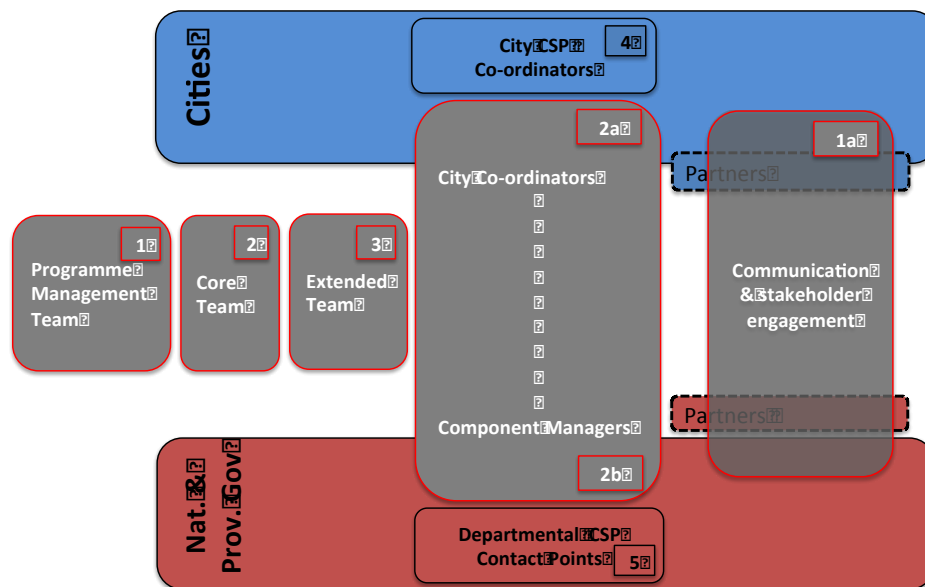 Cities
City CSP
Co-ordinators
4
2a
1a
Partners
City Co-ordinators
1
2
3
Programme
Management
Team
Core
Team
Extended
Team
Communication
& stakeholder
engagement
Partners
Component Managers
2b
Nat. &
Prov. Gov
Departmental CSP
Contact Points
5